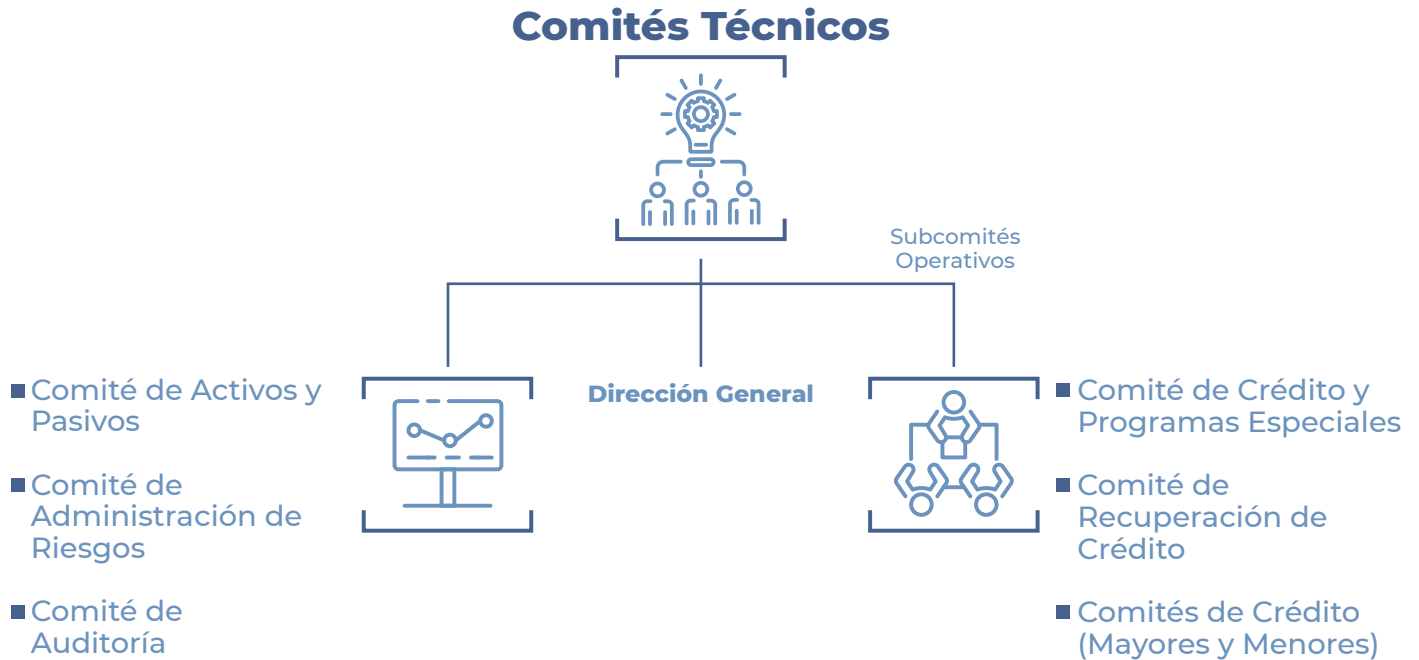 Comités Técnicos
Subcomités
Operativos
Comité de Activos y
Pasivos
Comité de
Administración de
Riesgos
Comité de
Auditoría
Dirección General
Comité de Crédito y
Programas Especiales
Comité de
Recuperación de
Crédito
Comités de Crédito
(Mayores y Menores)